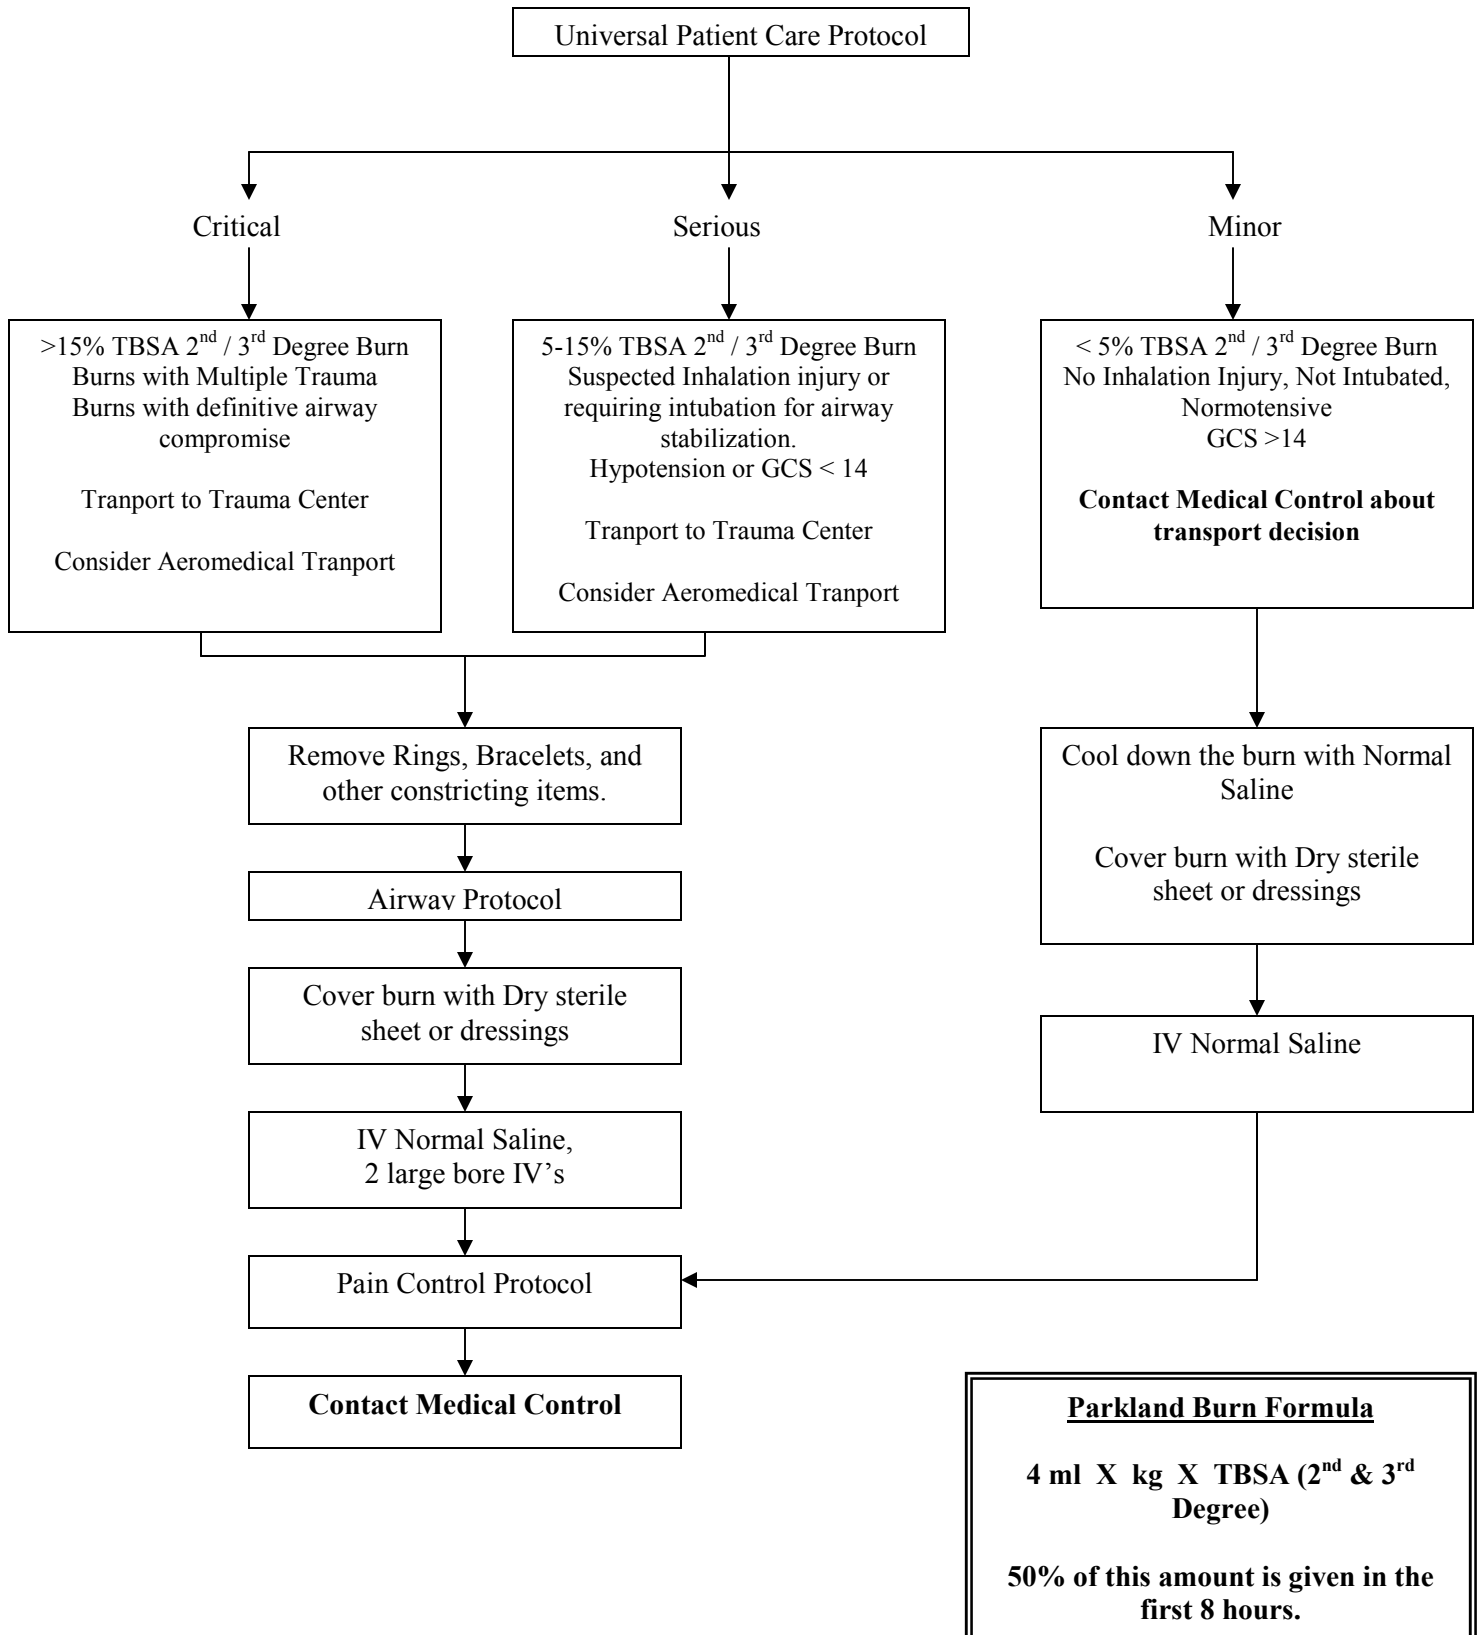 Universal Patient Care Protocol
Critical
Serious
Minor
>15% TBSA 2nd / 3rd Degree Burn
Burns with Multiple Trauma
Burns with definitive airway
compromise
Tranport to Trauma Center
Consider Aeromedical Tranport
5-15% TBSA 2nd / 3rd Degree Burn
Suspected Inhalation injury or
requiring intubation for airway
stabilization.
Hypotension or GCS < 14
Tranport to Trauma Center
Consider Aeromedical Tranport
< 5% TBSA 2nd / 3rd Degree Burn
No Inhalation Injury, Not Intubated,
Normotensive
GCS >14
Contact Medical Control about
transport decision
Remove Rings, Bracelets, and
other constricting items.
Airway Protocol
Cover burn with Dry sterile
sheet or dressings
IV Normal Saline,
2 large bore IV’s
Pain Control Protocol
Contact Medical Control
Cool down the burn with Normal
Saline
Cover burn with Dry sterile
sheet or dressings
IV Normal Saline
Parkland Burn Formula
4 ml X kg X TBSA (2nd & 3rd
Degree)
50% of this amount is given in the
first 8 hours.